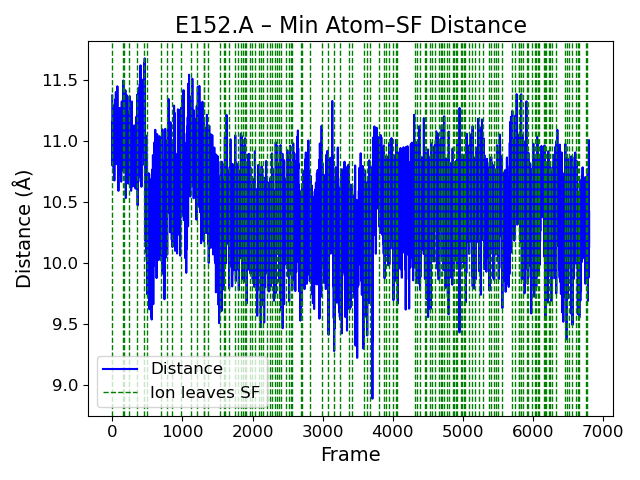 E152.A – Min Atom–SF Distance
Distance (Å)
11.5
11.0
10.5
10.0
9.5
9.0
Distance
Ion leaves SF
0 1000 2000 3000 4000 5000 6000 7000
Frame